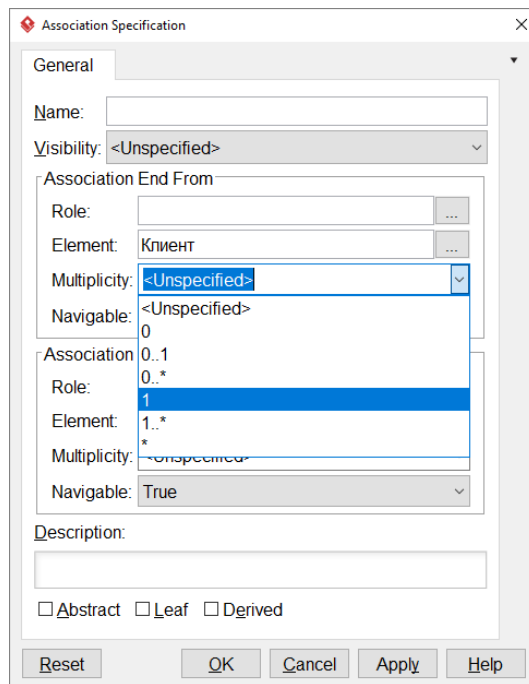 Association Specification
General
Name:
Visibility: <Unspecified>
Association End From
Role: ...
Element: Клиент ...
Multiplicity: <Unspecified>
Navigable: <Unspecified>
0
Association 0..1
0..*
Role: 1
Element: 1..*
*
Multiplicity: <Unspecified>
Navigable: True
Description:
Abstract Leaf Derived
Reset OK Cancel Apply Help